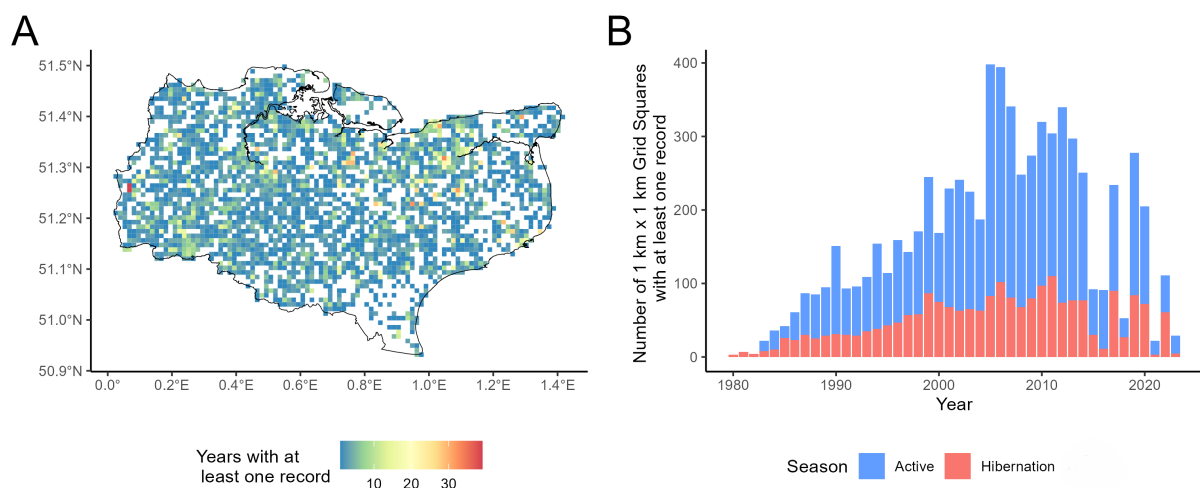 A
51.5°N
51.4°N
51.3°N
51.2°N
51.1°N
51.0°N
50.9°N
0.0°
0.2°E
0.4°E
0.6°E
0.8°E
1.0°E
1.2°E
1.4°E
Years with at
least one record
10
20
30
B
Number of 1 km x 1 km Grid Squares
with at least one record
400
300
200
100
0
1980
1990
2000
2010
2020
Year
Season
Active
Hibernation